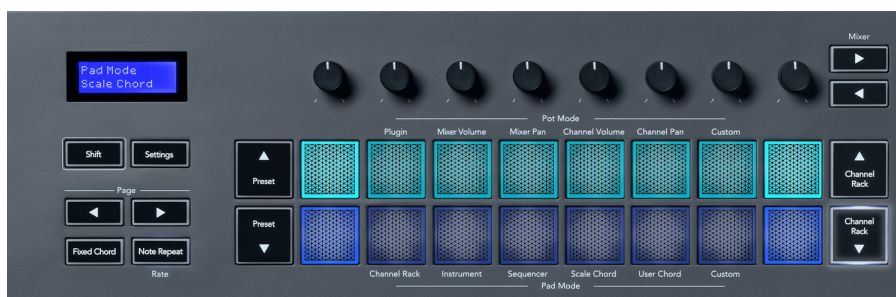 Mixer
Pad Mode
Scale Chord
Pot Mode
Plugin Mixer Volume Mixer Pan Channel Volume Channel Pan Custom
Shift Settings
Preset
Channel
Rack
Page
Preset
Channel
Rack
Fixed Chord Note Repeat
Rate
Channel Rack Instrument Sequencer Scale Chord User Chord Custom
Pad Mode